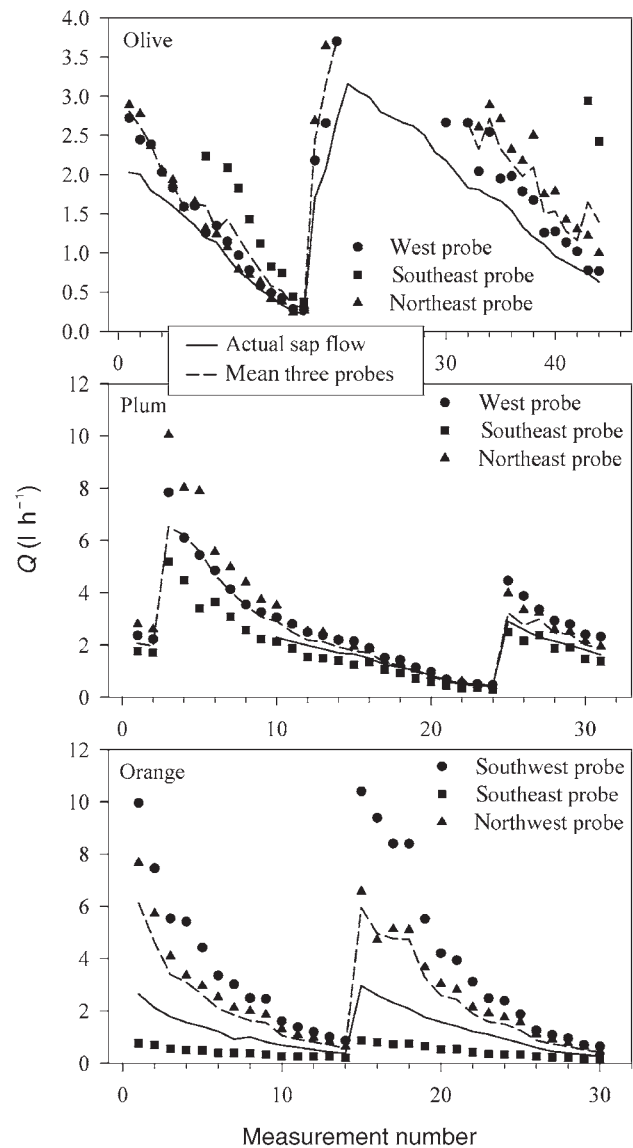 4.0
Olive
3.5
3.0
2.5
2.0
1.5
1.0
0.5
0.0
West probe
Southeast probe
Northeast probe
0
30
40
Actual sap flow
Mean three probes
12
Plum
10
8
6
4
2
0
West probe
Southeast probe
Northeast probe
0
10
20
30
Q (l h⁻¹)
12
Orange
10
8
6
4
2
0
Southwest probe
Southeast probe
Northwest probe
0
10
20
30
Measurement number